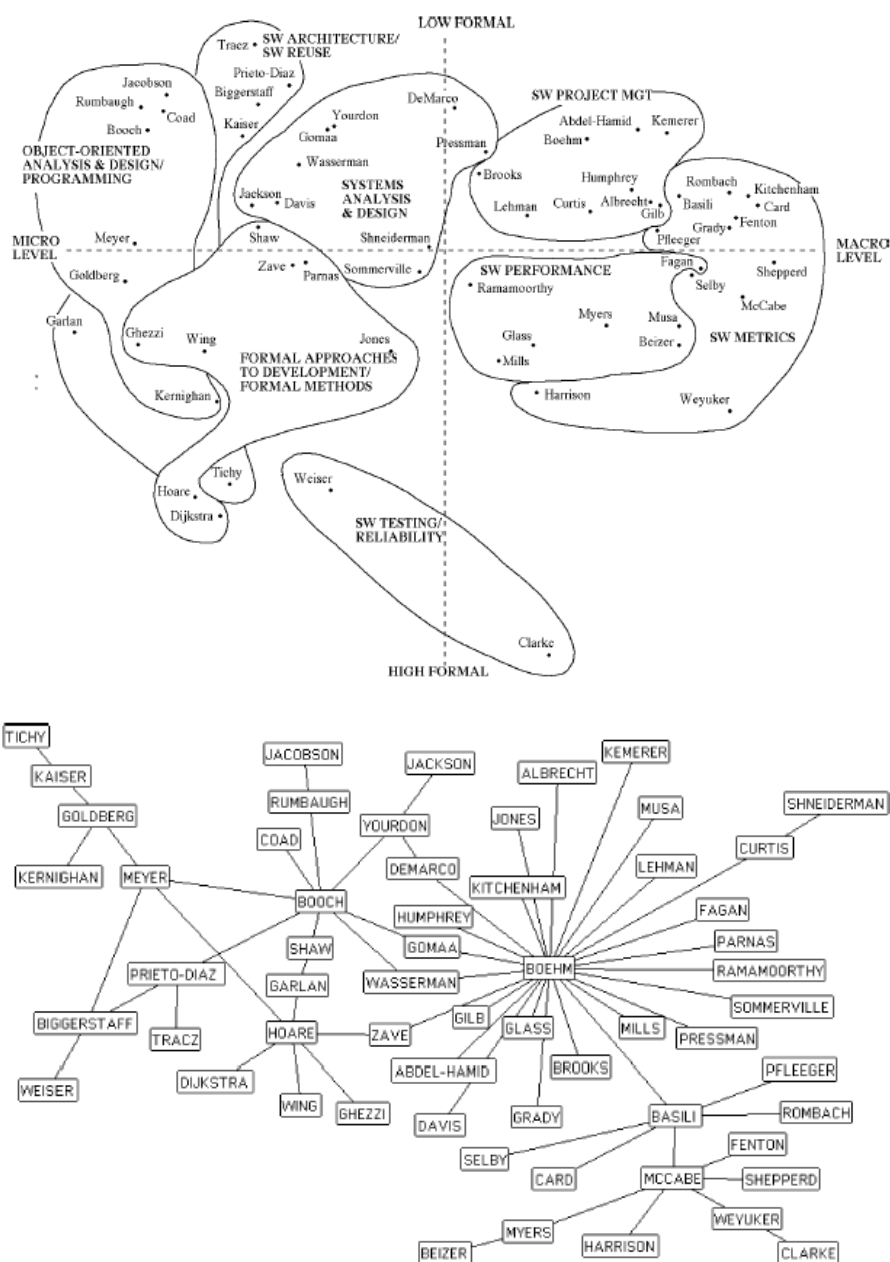 LOW FORMAL
Tracz
SW ARCHITECTURE/
SW REUSE
Prieto-Diaz
Biggerstaff
Kaiser
Jacobson
Rumbaugh
Coad
Booch
OBJECT-ORIENTED
ANALYSIS & DESIGN/
PROGRAMMING
DeMarco
Yourdon
Gomaa
Wasserman
Pressman
SYSTEMS
ANALYSIS
& DESIGN
Jackson
Davis
SW PROJECT MGT
Abdel-Hamid
Kemerer
Boehm
Brooks
Humphrey
Lehman
Curtis
Albrecht
Gilb
Rombach
Kitchenham
Basili
Card
Fenton
Grady
Pfleeger
MICRO
LEVEL
Meyer
Shaw
Shneiderman
MACRO
LEVEL
Goldberg
Zave
Parnas
Sommerville
SW PERFORMANCE
Ramamoorthy
Fagan
Selby
Shepperd
McCabe
Garlan
Ghezzi
Wing
Jones
FORMAL APPROACHES
TO DEVELOPMENT/
FORMAL METHODS
Kernighan
Glass
Myers
Musa
Beizer
Mills
SW METRICS
Harrison
Weyuker
Tichy
Hoare
Dijkstra
Weiser
SW TESTING/
RELIABILITY
Clarke
HIGH FORMAL
TICHY
KAISER
GOLDBERG
KERNIGHAN
MEYER
JACOBSON
RUMBAUGH
COAD
BOOCH
JACKSON
YOURDON
DEMARCO
ALBRECHT
KEMERER
JONES
MUSA
SHNEIDERMAN
CURTIS
LEHMAN
KITCHENHAM
HUMPHREY
FAGAN
SHAW
GOMAA
PARNAS
PRIETO-DIAZ
GARLAN
WASSERMAN
BOEHM
RAMAMOORTHY
SOMMERVILLE
BIGGERSTAFF
TRACZ
HOARE
ZAVE
GILB
GLASS
MILLS
PRESSMAN
WEISER
DIJKSTRA
WING
GHEZZI
ABDEL-HAMID
BROOKS
DAVIS
GRADY
PFLEEGER
BASILI
ROMBACH
SELBY
CARD
FENTON
MCCABE
SHEPPERD
MYERS
WEYUKER
BEIZER
HARRISON
CLARKE